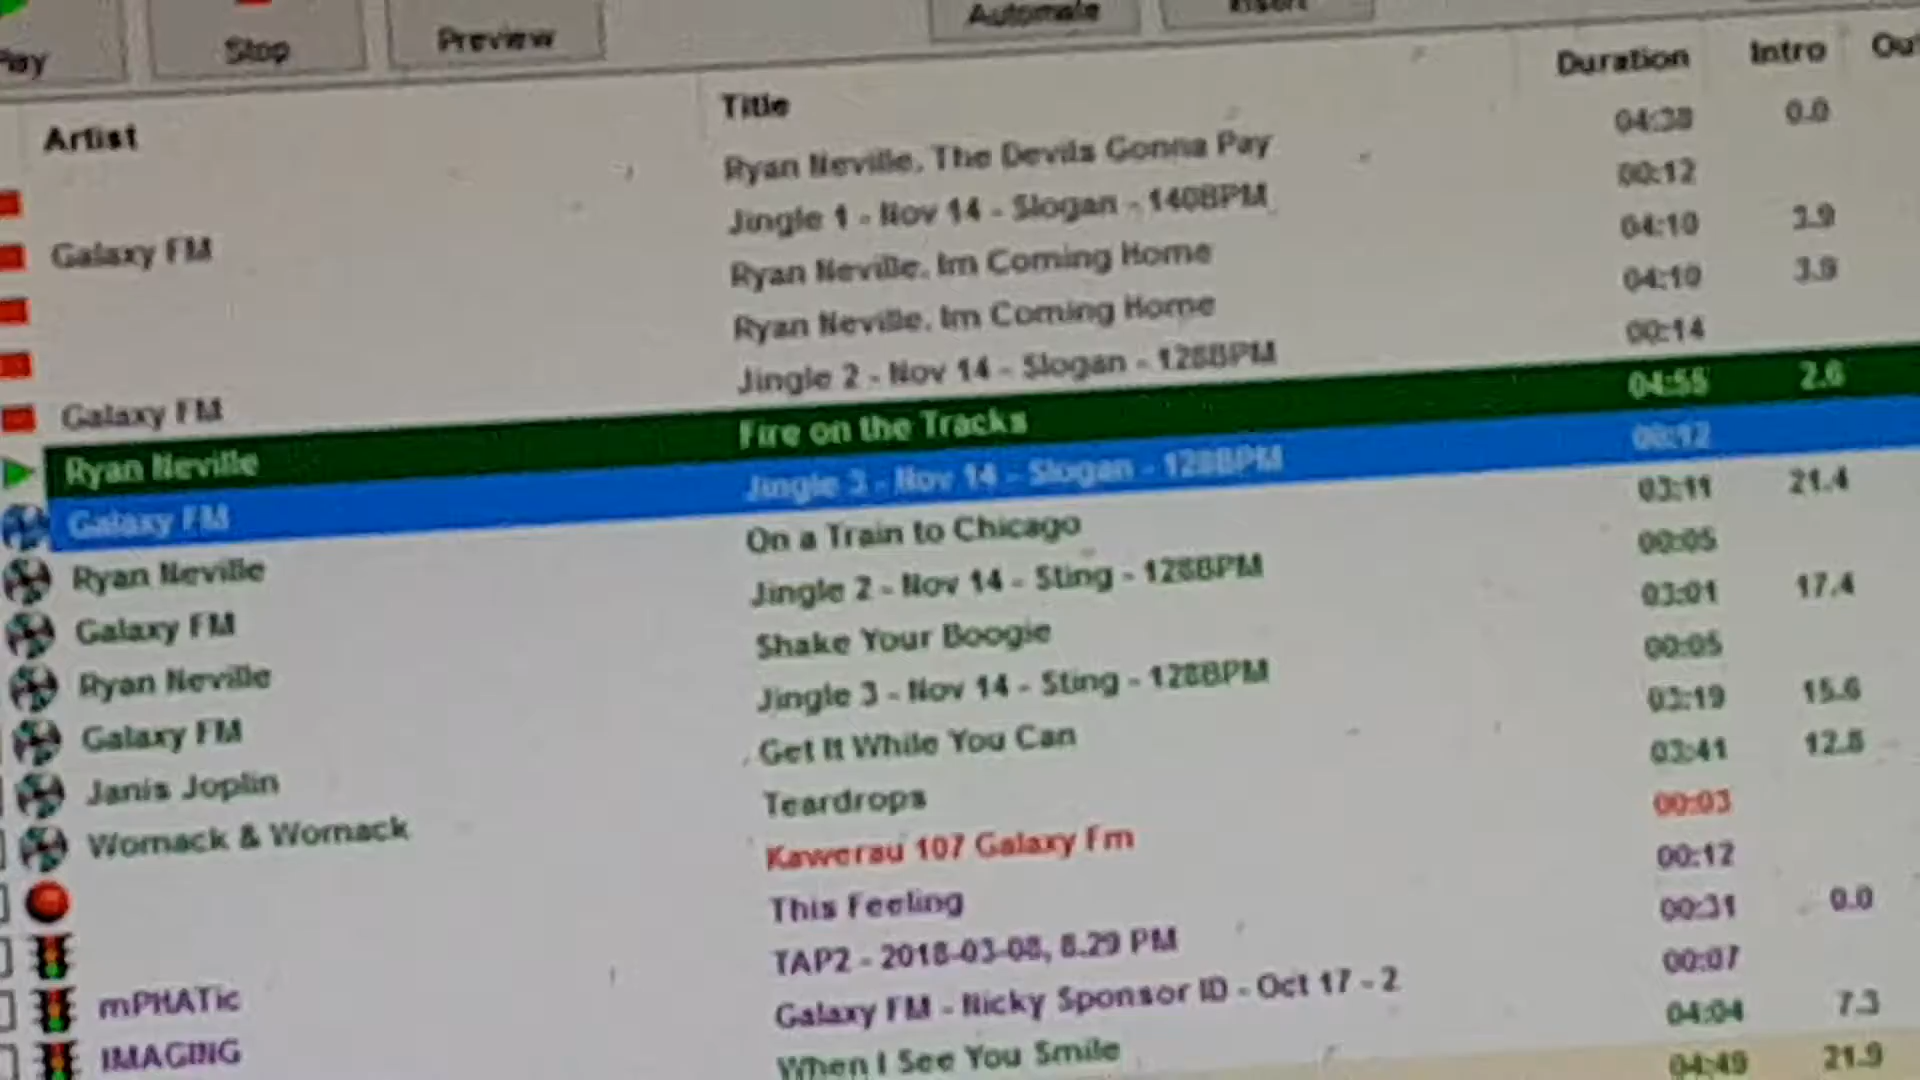 Play Stop Preview Automate Insert
Artist Title Duration Intro Ou
Ryan Neville, The Devils Gonna Pay 04:38 0.0
Galaxy FM Jingle 1 - Nov 14 - Slogan - 140BPM 00:12
Ryan Neville, Im Coming Home 04:10 3.9
Ryan Neville, Im Coming Home 04:10 3.9
Galaxy FM Jingle 2 - Nov 14 - Slogan - 128BPM 00:14
Ryan Neville Fire on the Tracks 04:55 2.6
Galaxy FM Jingle 3 - Nov 14 - Slogan - 128BPM 00:12
Ryan Neville On a Train to Chicago 03:11 21.4
Galaxy FM Jingle 2 - Nov 14 - Sting - 128BPM 00:05
Ryan Neville Shake Your Boogie 03:01 17.4
Galaxy FM Jingle 3 - Nov 14 - Sting - 128BPM 00:05
Janis Joplin Get It While You Can 03:19 15.6
Womack & Womack Teardrops 03:41 12.8
Kawerau 107 Galaxy Fm 00:03
This Feeling 00:12
mPHATic TAP2 - 2018-03-08, 8.29 PM 00:31 0.0
IMAGING Galaxy FM - Nicky Sponsor ID - Oct 17 - 2 00:07
When I See You Smile 04:04 7.3
04:49 21.9